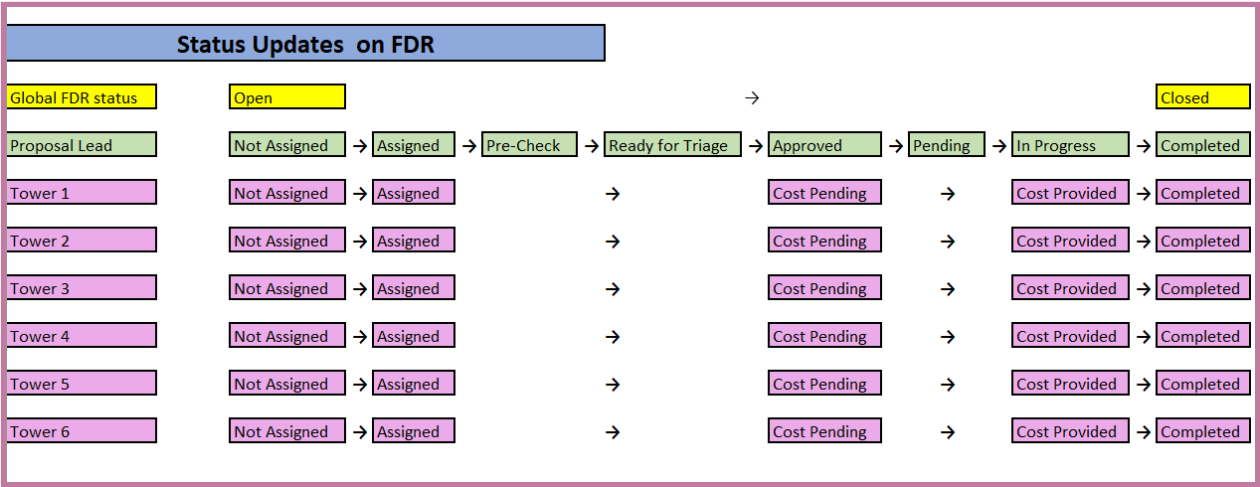 Status Updates on FDR
Global FDR status Open → Closed
Proposal Lead Not Assigned → Assigned → Pre-Check → Ready for Triage → Approved → Pending → In Progress → Completed
Tower 1 Not Assigned → Assigned → Cost Pending → Cost Provided → Completed
Tower 2 Not Assigned → Assigned → Cost Pending → Cost Provided → Completed
Tower 3 Not Assigned → Assigned → Cost Pending → Cost Provided → Completed
Tower 4 Not Assigned → Assigned → Cost Pending → Cost Provided → Completed
Tower 5 Not Assigned → Assigned → Cost Pending → Cost Provided → Completed
Tower 6 Not Assigned → Assigned → Cost Pending → Cost Provided → Completed